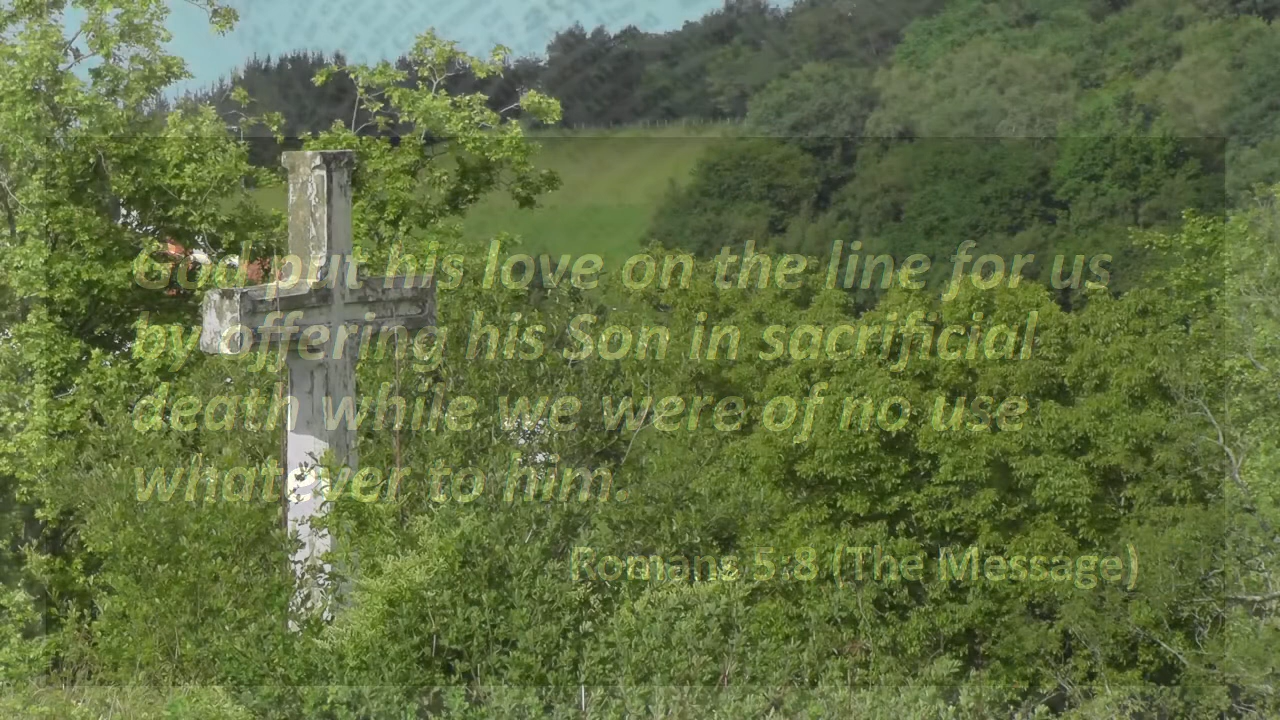 God put his love on the line for us
by offering his Son in sacrificial
death while we were of no use
whatever to him.
Romans 5:8 (The Message)